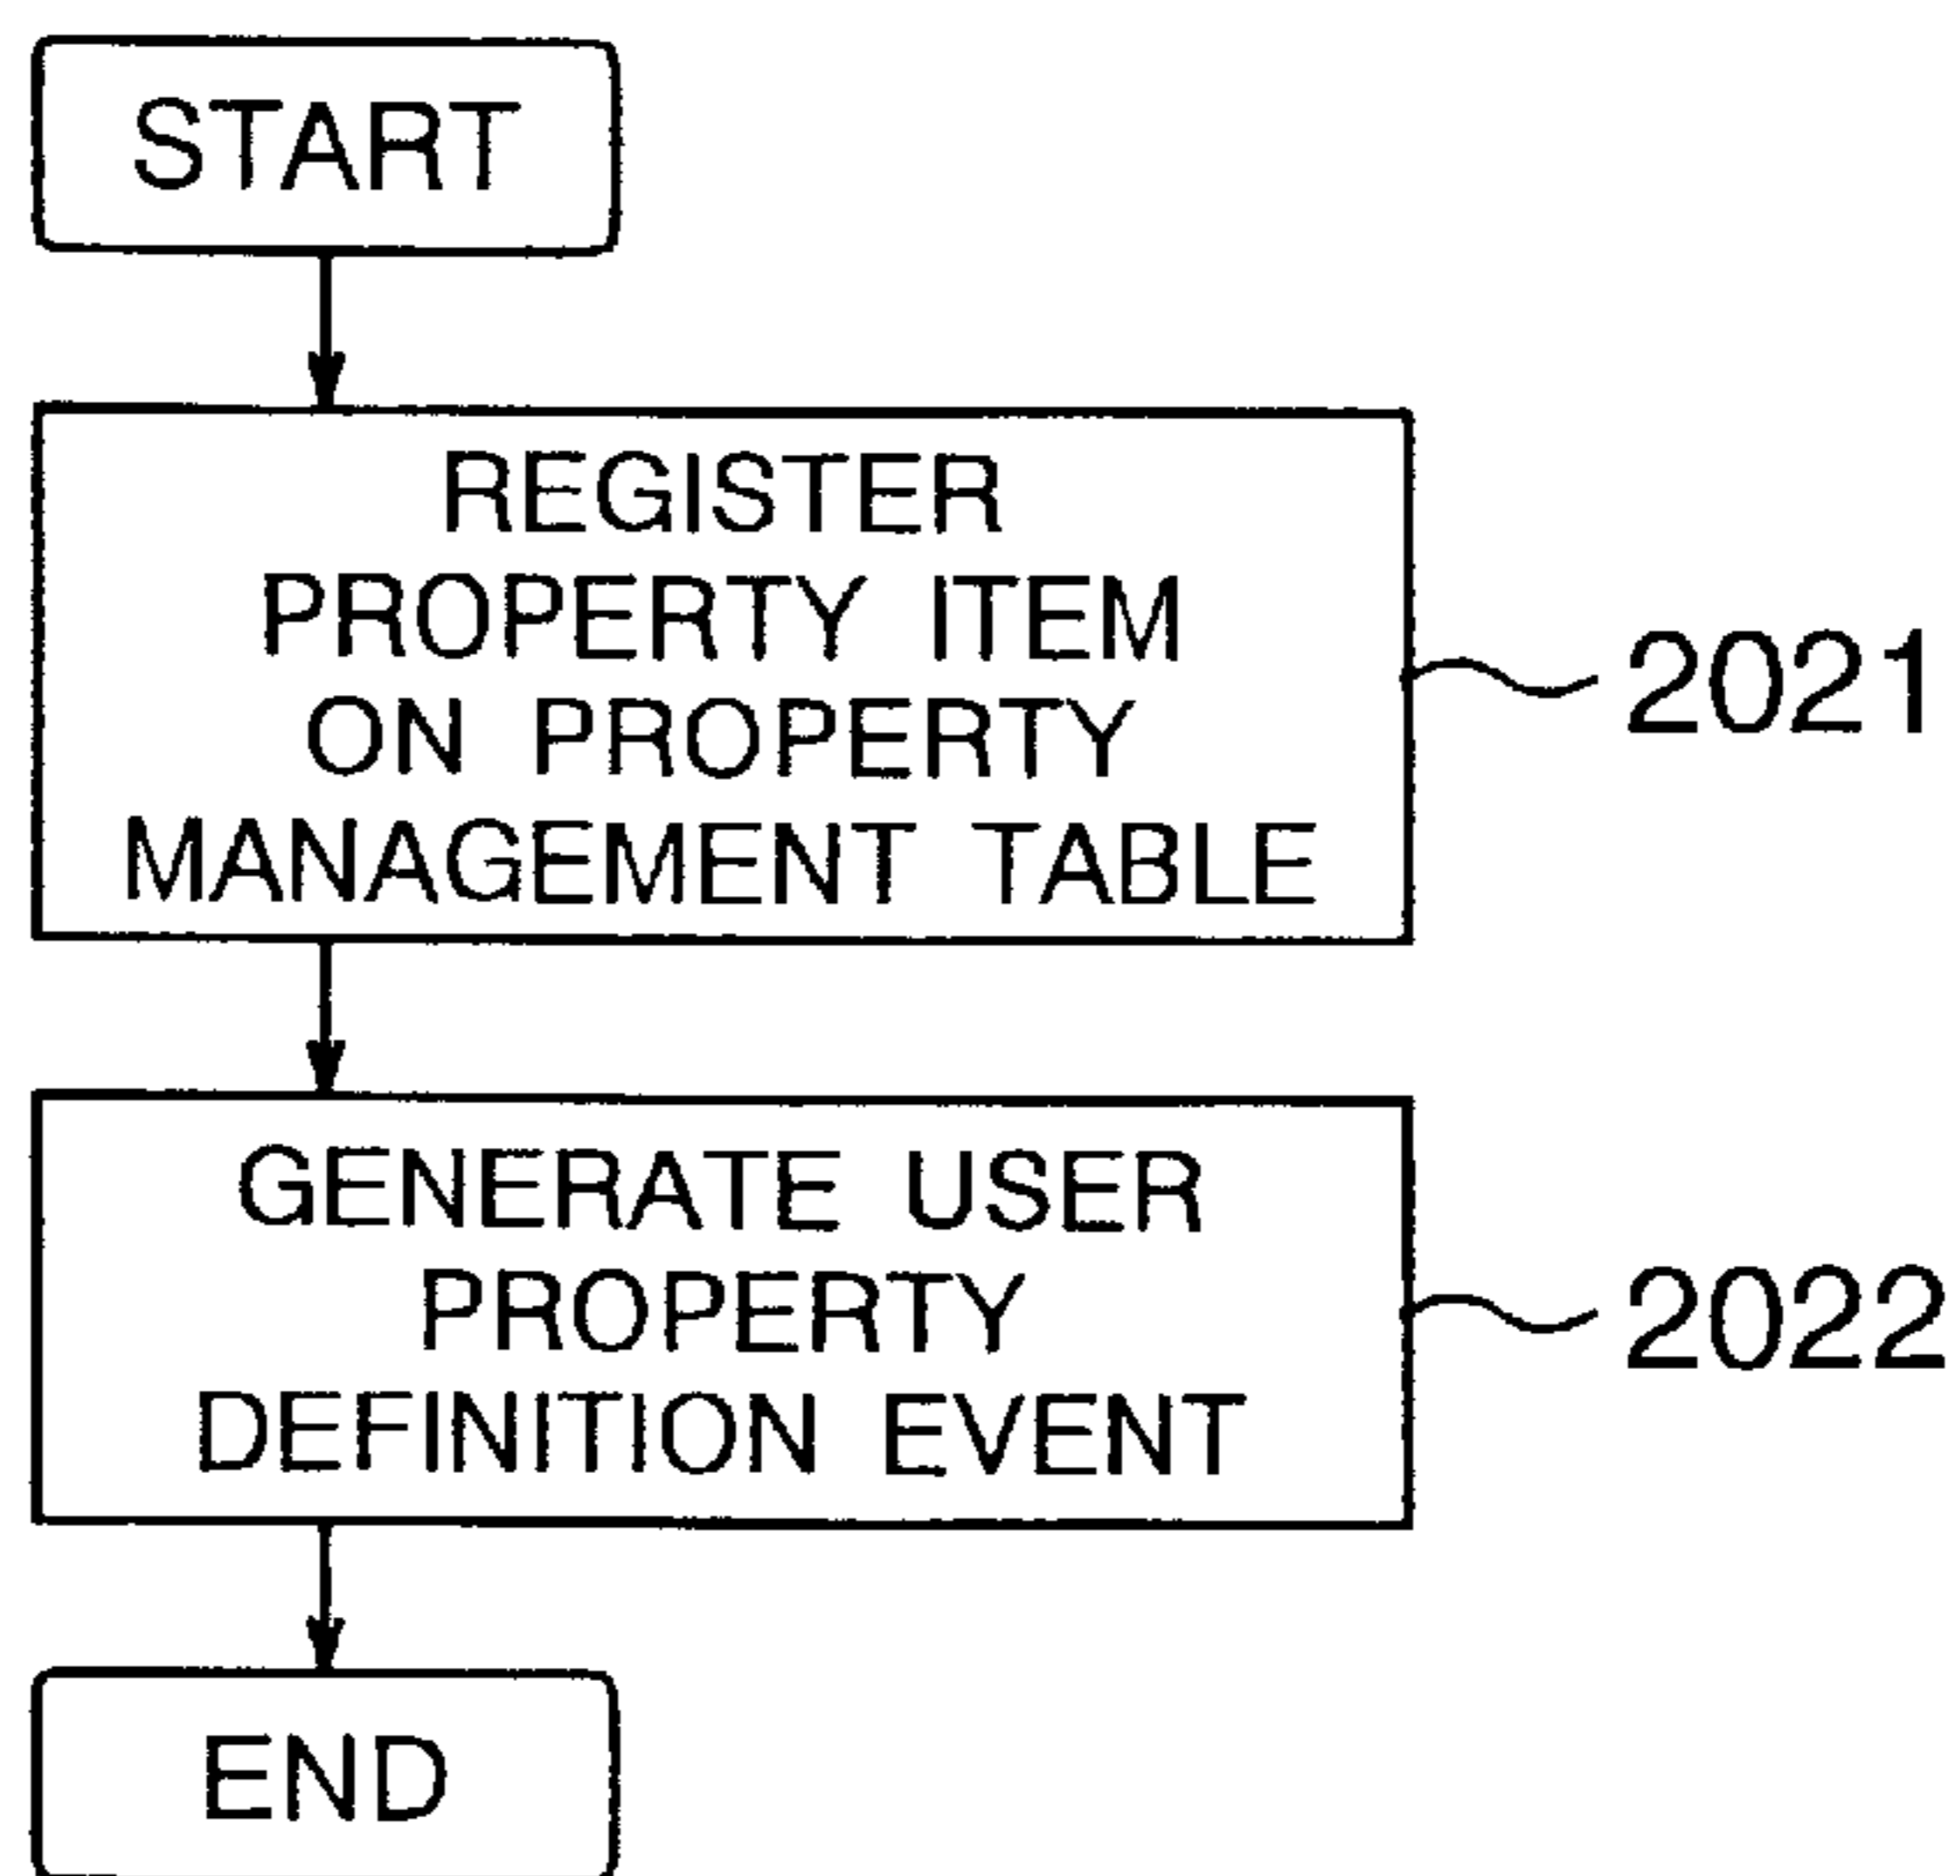 START
REGISTER
PROPERTY ITEM
ON PROPERTY
MANAGEMENT TABLE
2021
GENERATE USER
PROPERTY
DEFINITION EVENT
2022
END